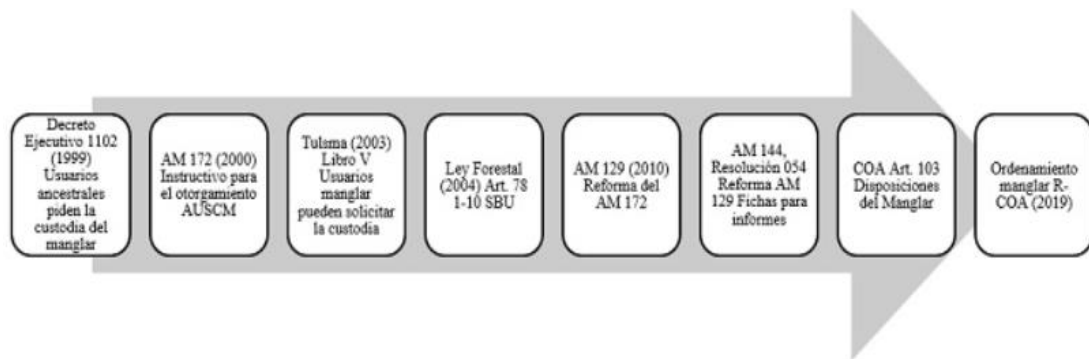 Decreto
Ejecutivo 1102
(1999)
Usuarios
ancestrales
piden la
custodia del
manglar
AM 172 (2000)
Instructivo para
el otorgamiento
AUSCM
Tulsma (2003)
Libro V
Usuarios
manglar
pueden solicitar
la custodia
Ley Forestal
(2004) Art. 78
1-10 SBU
AM 129 (2010)
Reforma del
AM 172
AM 144,
Resolución 054
Reforma AM
129 Fichas para
informes
COA Art. 103
Disposiciones
del Manglar
Ordenamiento
manglar R-
COA (2019)